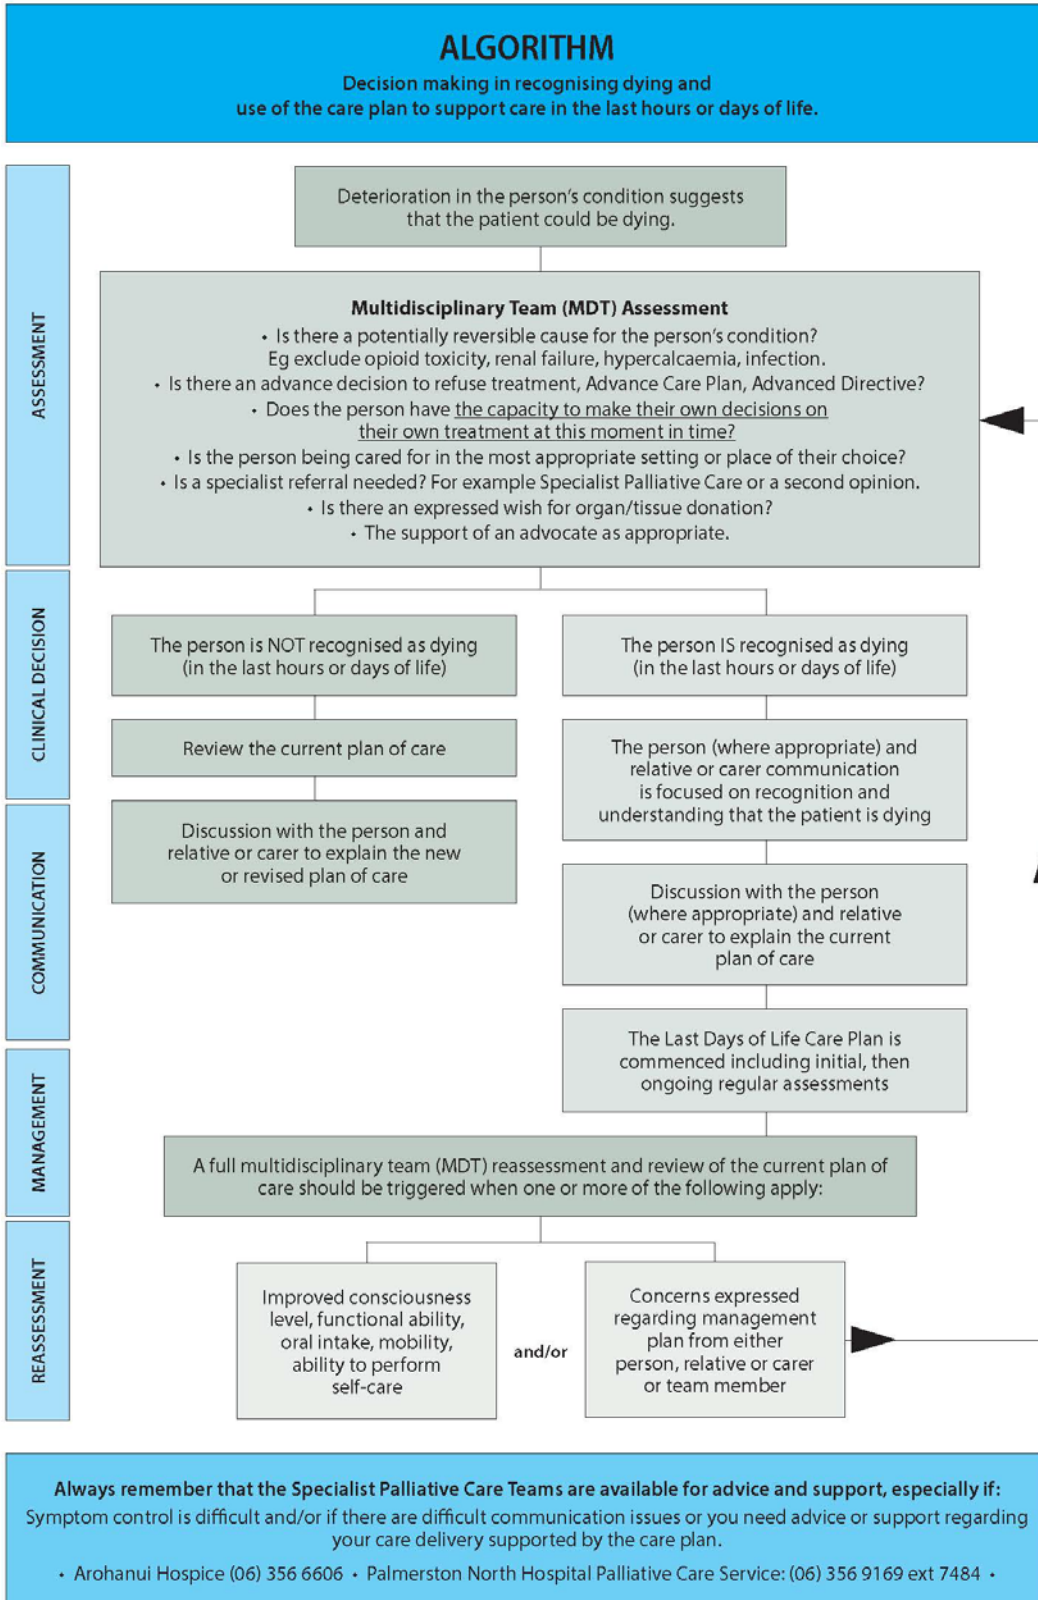 ALGORITHM
Decision making in recognising dying and
use of the care plan to support care in the last hours or days of life.
ASSESSMENT
Deterioration in the person's condition suggests
that the patient could be dying.
Multidisciplinary Team (MDT) Assessment
• Is there a potentially reversible cause for the person's condition?
Eg exclude opioid toxicity, renal failure, hypercalcaemia, infection.
• Is there an advance decision to refuse treatment, Advance Care Plan, Advanced Directive?
• Does the person have the capacity to make their own decisions on
their own treatment at this moment in time?
• Is the person being cared for in the most appropriate setting or place of their choice?
• Is a specialist referral needed? For example Specialist Palliative Care or a second opinion.
• Is there an expressed wish for organ/tissue donation?
• The support of an advocate as appropriate.
CLINICAL DECISION
The person is NOT recognised as dying
(in the last hours or days of life)
Review the current plan of care
The person IS recognised as dying
(in the last hours or days of life)
The person (where appropriate) and
relative or carer communication
is focused on recognition and
understanding that the patient is dying
COMMUNICATION
Discussion with the person and
relative or carer to explain the new
or revised plan of care
Discussion with the person
(where appropriate) and relative
or carer to explain the current
plan of care
The Last Days of Life Care Plan is
commenced including initial, then
ongoing regular assessments
MANAGEMENT
A full multidisciplinary team (MDT) reassessment and review of the current plan of
care should be triggered when one or more of the following apply:
REASSESSMENT
Improved consciousness
level, functional ability,
oral intake, mobility,
ability to perform
self-care
and/or
Concerns expressed
regarding management
plan from either
person, relative or carer
or team member
Always remember that the Specialist Palliative Care Teams are available for advice and support, especially if:
Symptom control is difficult and/or if there are difficult communication issues or you need advice or support regarding
your care delivery supported by the care plan.
• Arohanui Hospice (06) 356 6606 • Palmerston North Hospital Palliative Care Service: (06) 356 9169 ext 7484 •